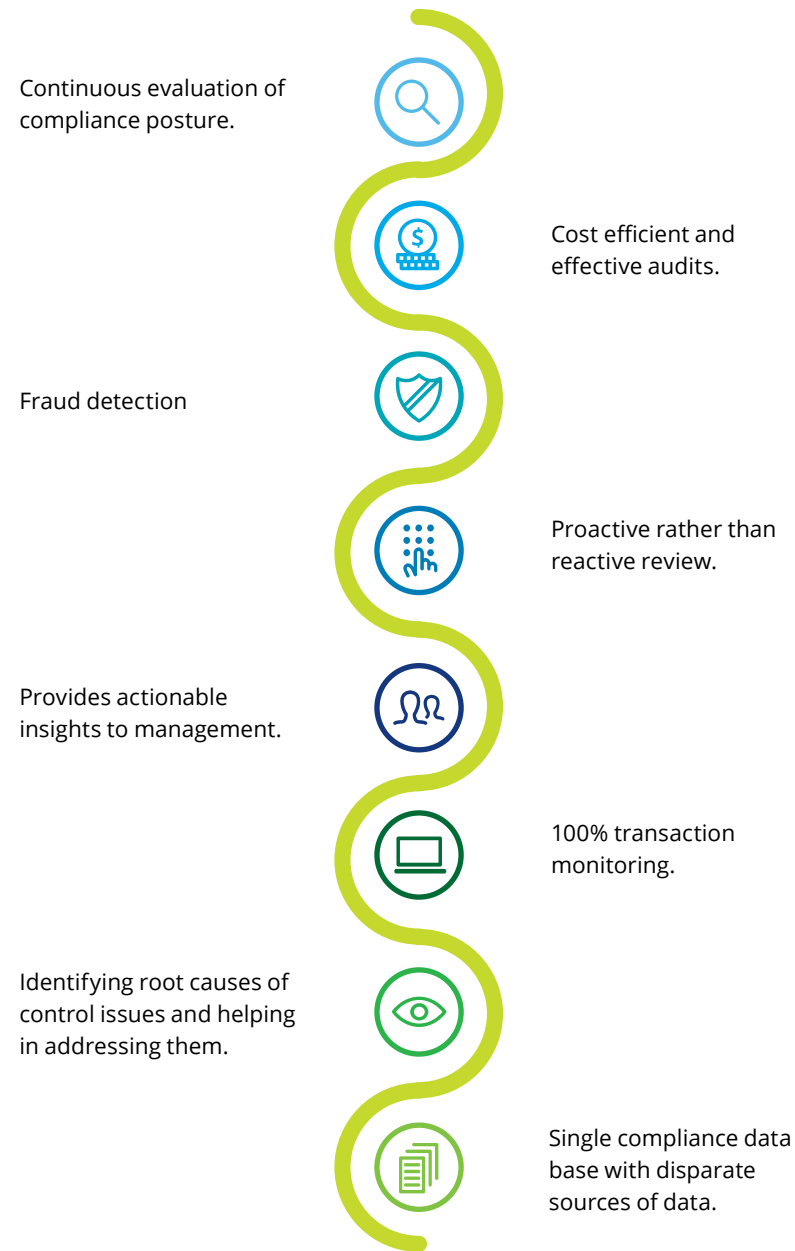 Continuous evaluation of
compliance posture.
$
Cost efficient and
effective audits.
Fraud detection
Proactive rather than
reactive review.
Provides actionable
insights to management.
100% transaction
monitoring.
Identifying root causes of
control issues and helping
in addressing them.
Single compliance data
base with disparate
sources of data.